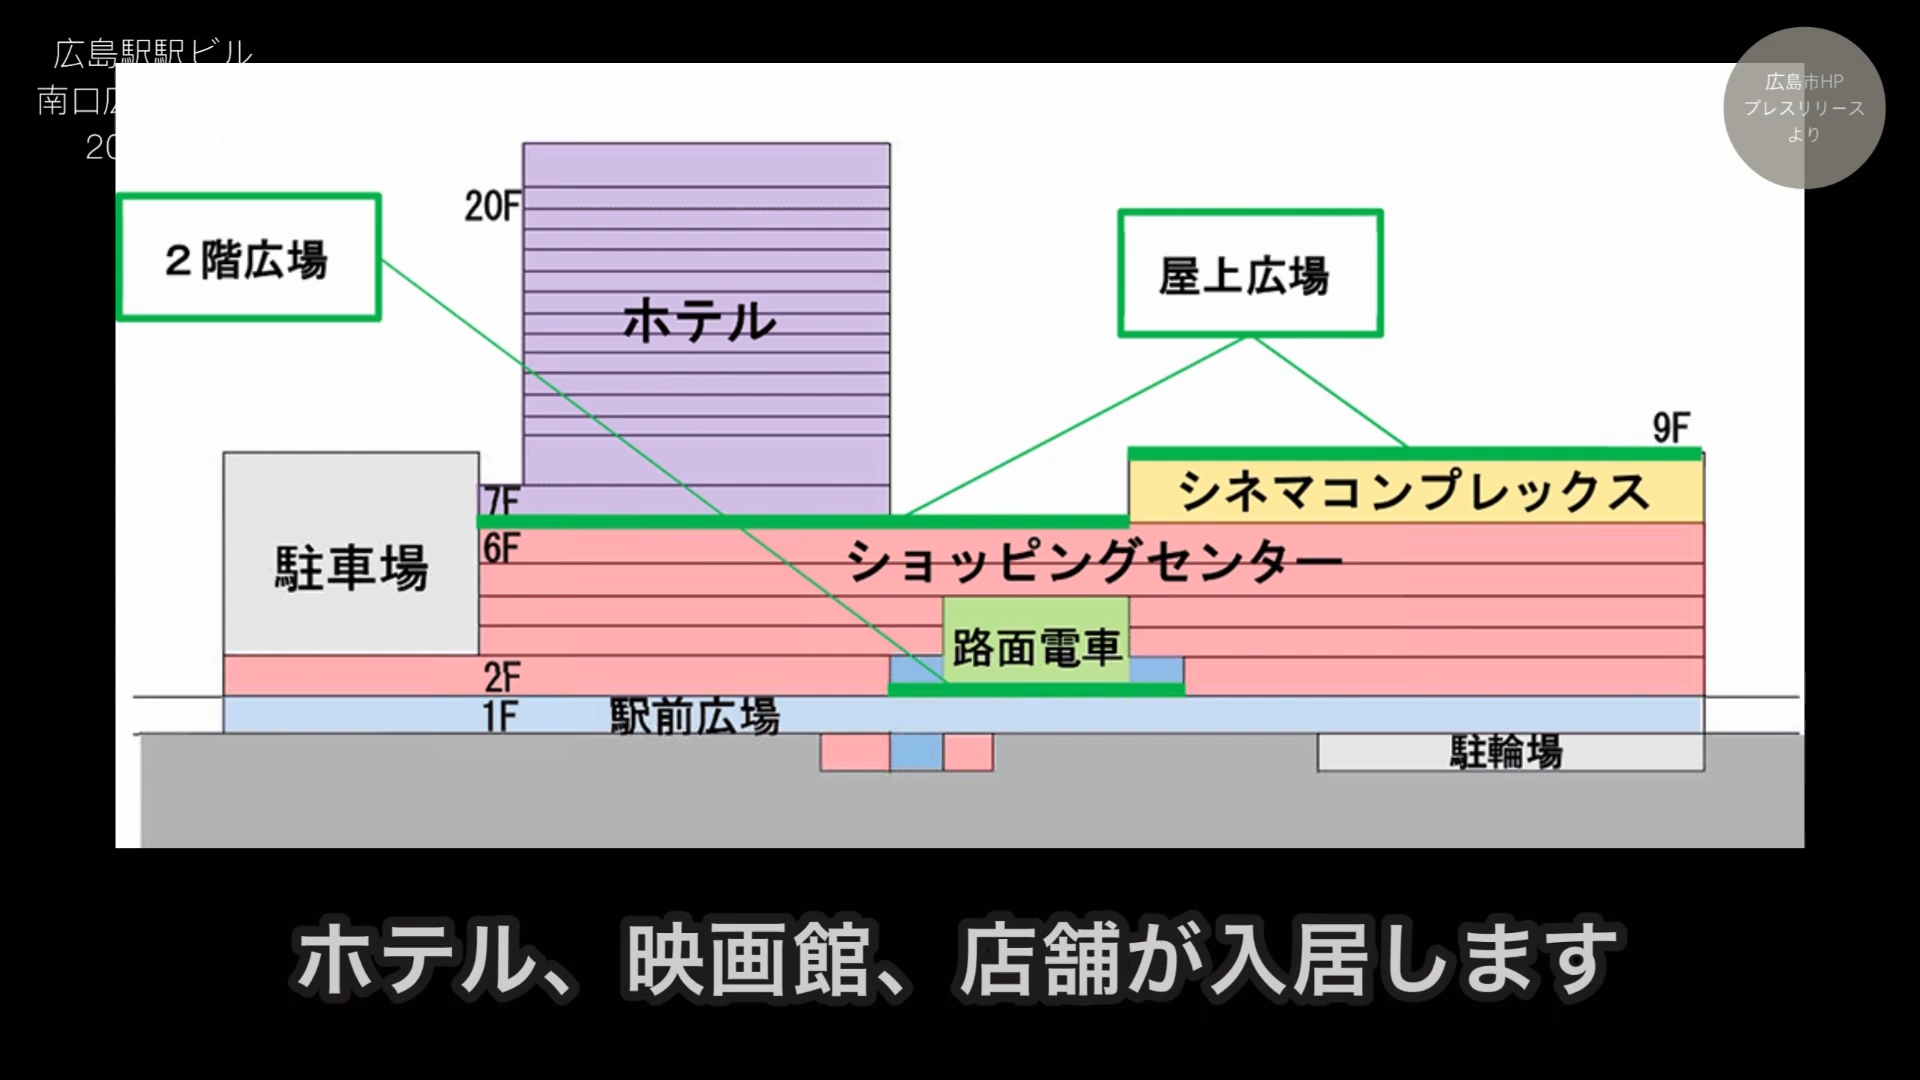 広島駅駅ビル
南口広
20
広島市HP
プレスリリース
より
20F
2階広場
屋上広場
ホテル
9F
シネマコンプレックス
7F
6F
ショッピングセンター
駐車場
路面電車
2F
1F
駅前広場
駐輪場
ホテル、映画館、店舗が入居します